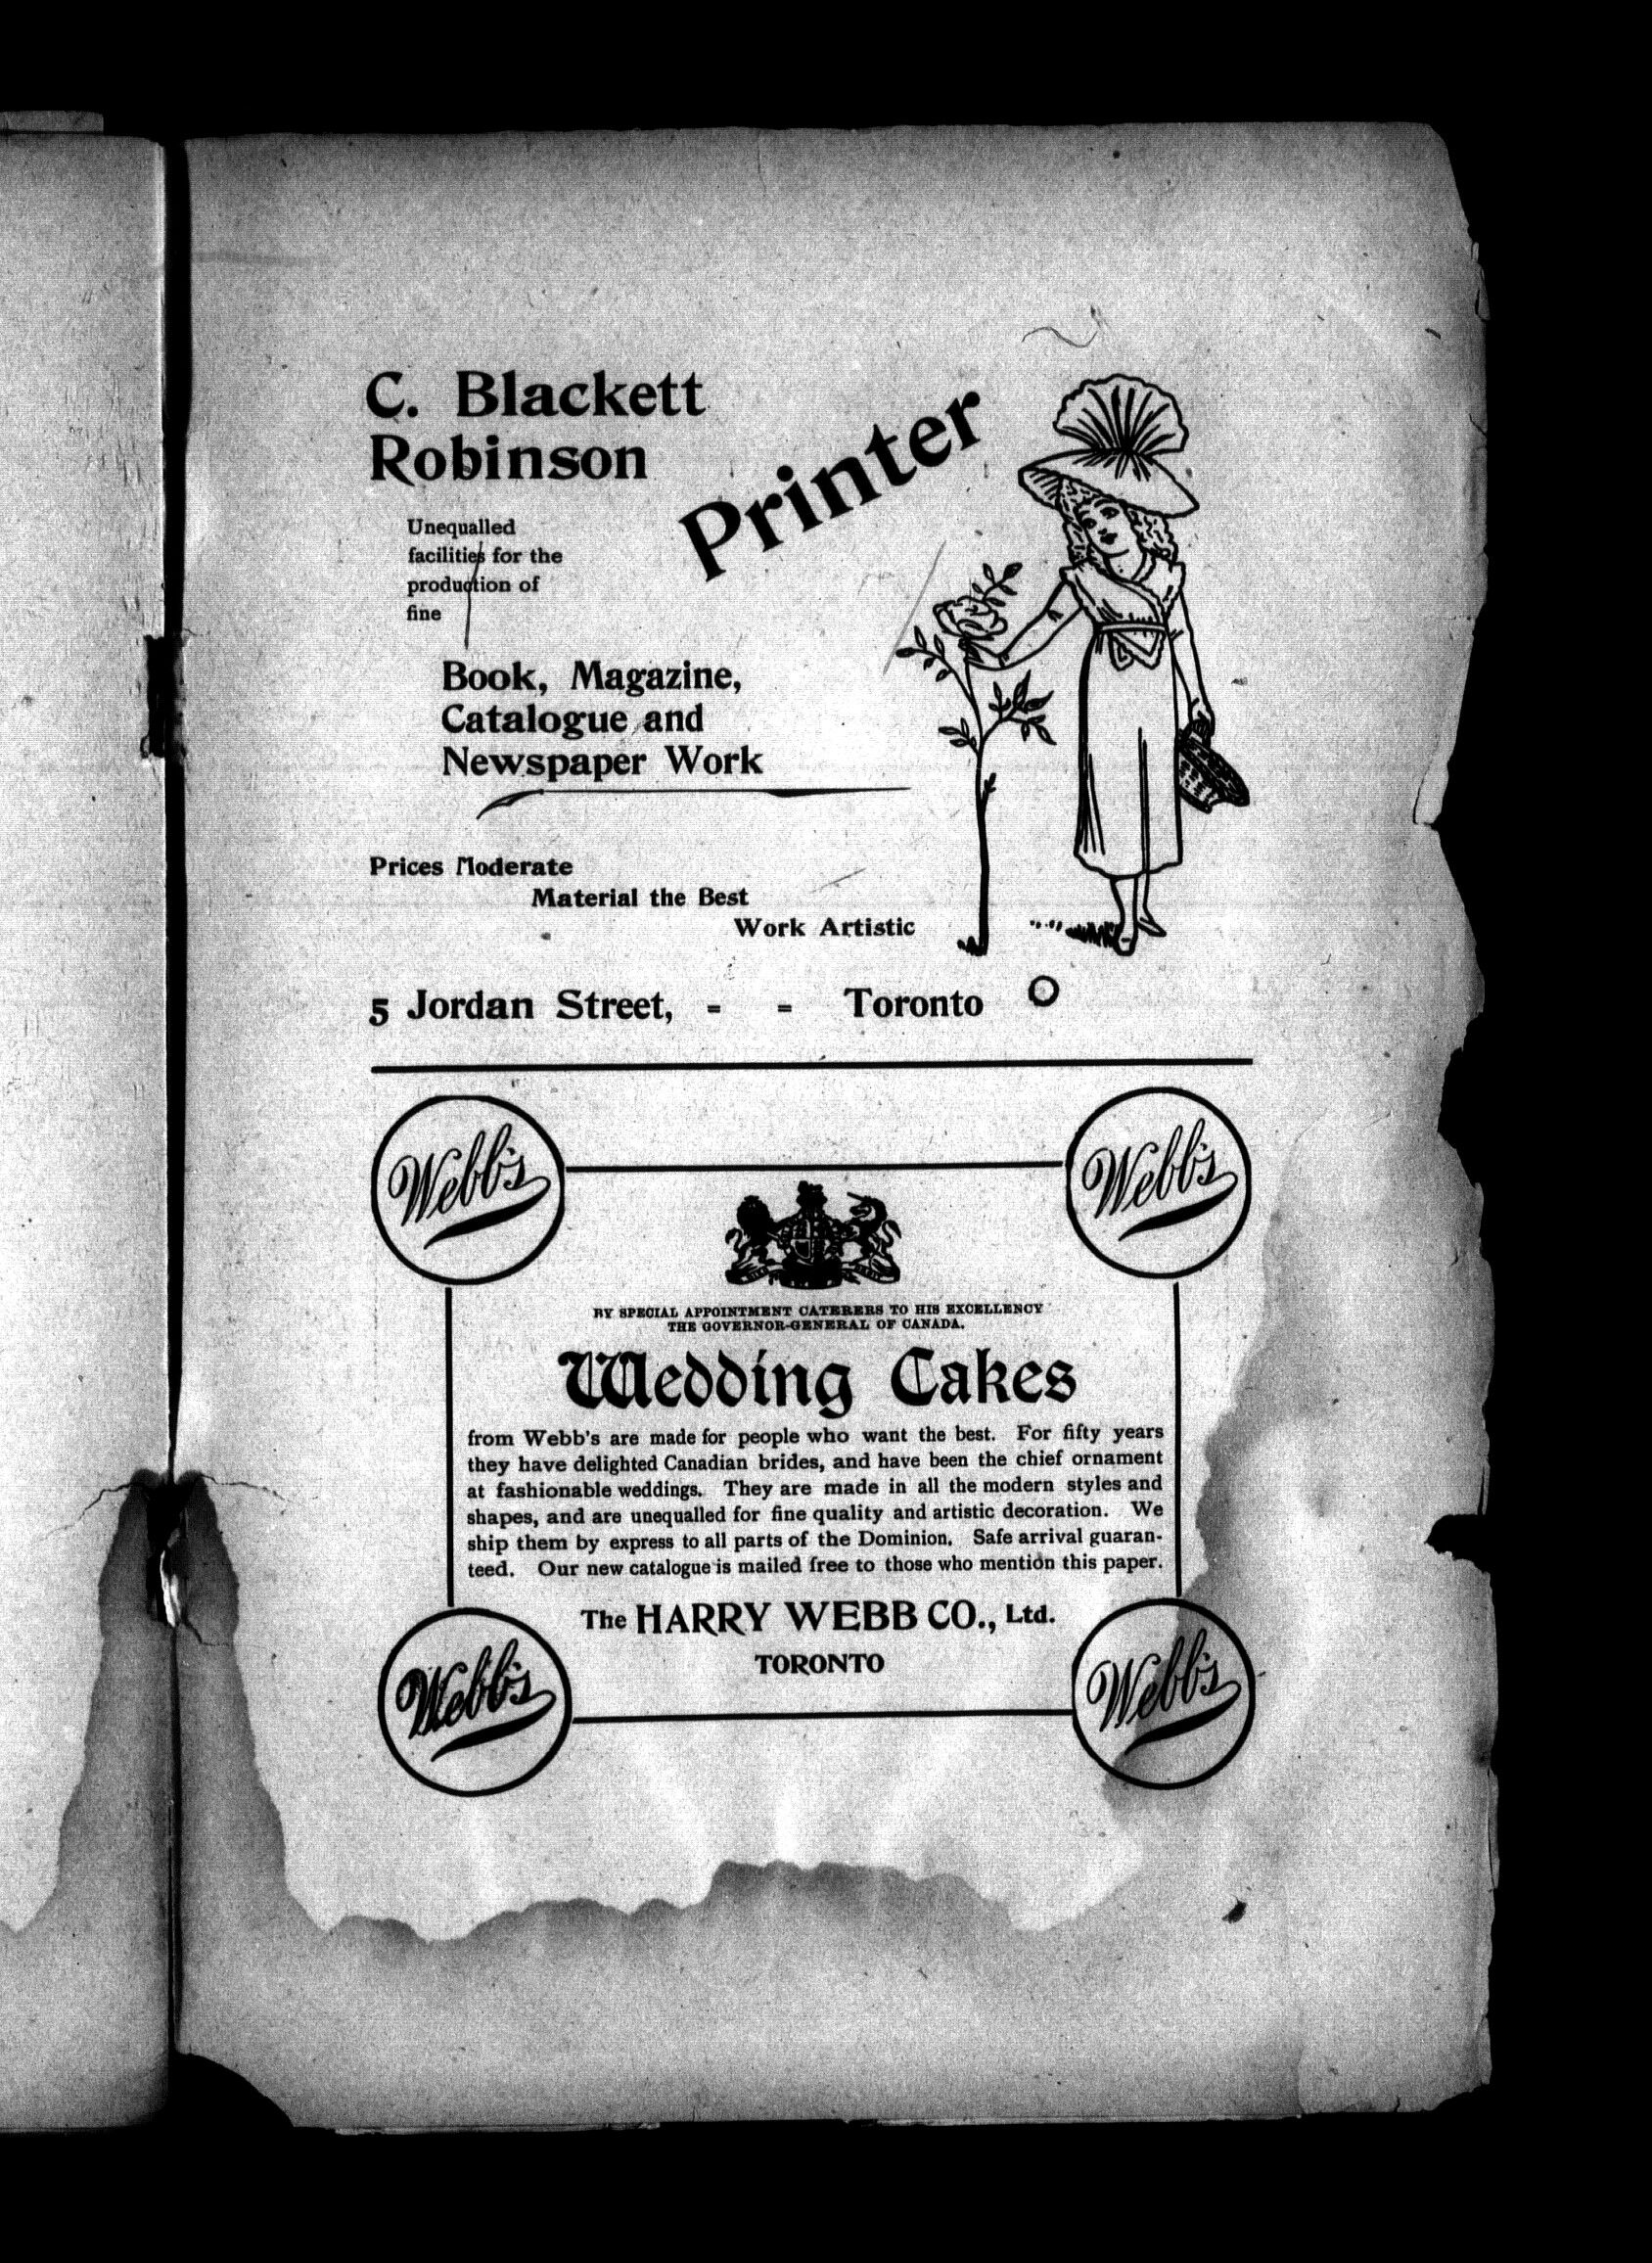 C. Blackett
Robinson
Printer
Unequalled
facilities for the
production of
fine
Book, Magazine,
Catalogue and
Newspaper Work
Prices Moderate
Material the Best
Work Artistic
5 Jordan Street, = = Toronto
Webb's
Webb's
BY SPECIAL APPOINTMENT CATERERS TO HIS EXCELLENCY
THE GOVERNOR-GENERAL OF CANADA.
Wedding Cakes
from Webb's are made for people who want the best. For fifty years
they have delighted Canadian brides, and have been the chief ornament
at fashionable weddings. They are made in all the modern styles and
shapes, and are unequalled for fine quality and artistic decoration. We
ship them by express to all parts of the Dominion. Safe arrival guaran-
teed. Our new catalogue is mailed free to those who mention this paper.
The HARRY WEBB CO., Ltd.
TORONTO
Webb's
Webb's